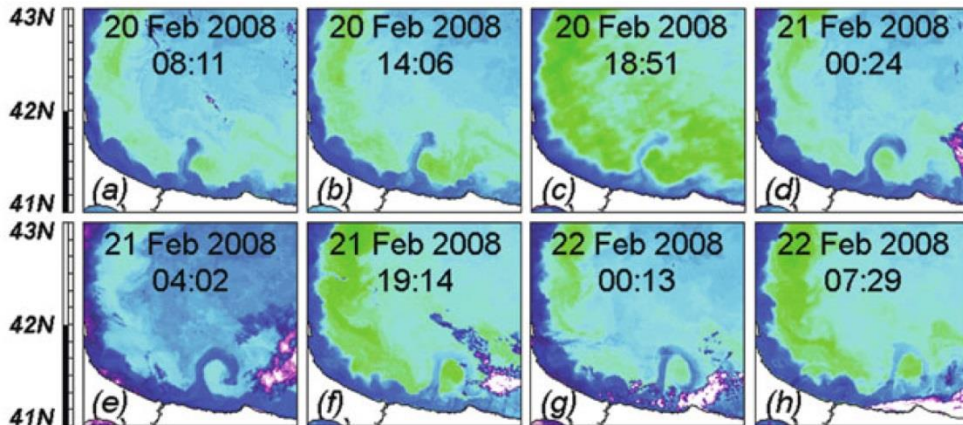 43N
20 Feb 2008
08:11
20 Feb 2008
14:06
20 Feb 2008
18:51
21 Feb 2008
00:24
42N
41N
(a)
(b)
(c)
(d)
43N
21 Feb 2008
04:02
21 Feb 2008
19:14
22 Feb 2008
00:13
22 Feb 2008
07:29
42N
41N
(e)
(f)
(g)
(h)